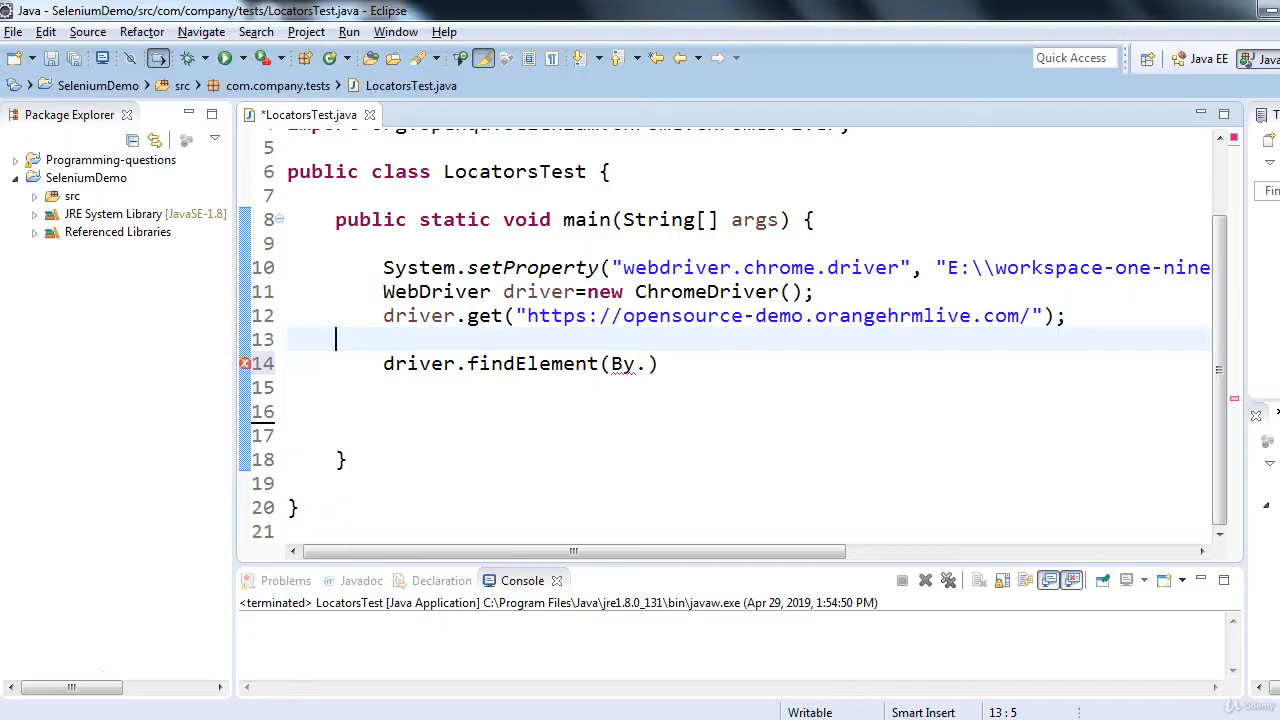 Java - SeleniumDemo/src/com/company/tests/LocatorsTest.java - Eclipse
File Edit Source Refactor Navigate Search Project Run Window Help
Quick Access Java EE Java
SeleniumDemo src com.company.tests LocatorsTest.java
Package Explorer
*LocatorsTest.java
Programming-questions
SeleniumDemo
src
JRE System Library [JavaSE-1.8]
Referenced Libraries
5
6 public class LocatorsTest {
7
8 public static void main(String[] args) {
9
10 System.setProperty("webdriver.chrome.driver", "E:\\workspace-one-nine
11 WebDriver driver=new ChromeDriver();
12 driver.get("https://opensource-demo.orangehrmlive.com/");
13
14 driver.findElement(By.)
15
16
17
18 }
19
20 }
21
Fin
Problems @ Javadoc Declaration Console
<terminated> LocatorsTest [Java Application] C:\Program Files\Java\jre1.8.0_131\bin\javaw.exe (Apr 29, 2019, 1:54:50 PM)
Writable Smart Insert 13 : 5
Udemy